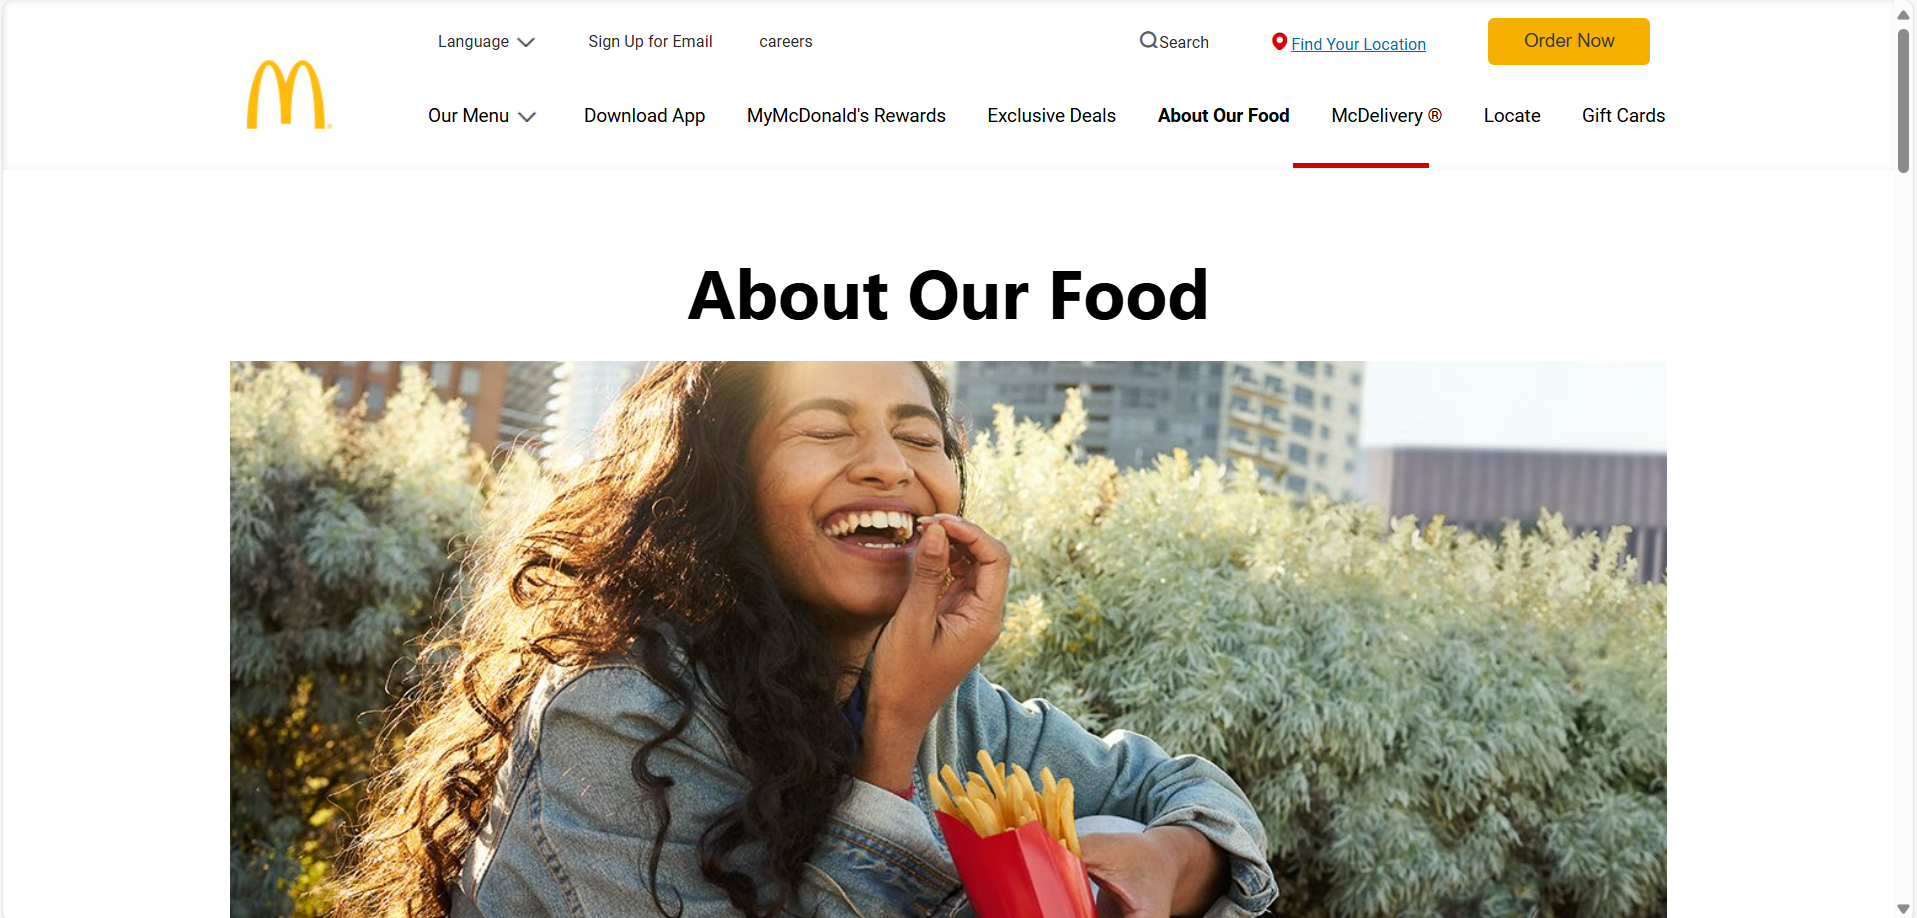 Language
Sign Up for Email
careers
Search
Find Your Location
Order Now
Our Menu
Download App
MyMcDonald's Rewards
Exclusive Deals
About Our Food
McDelivery ®
Locate
Gift Cards
About Our Food